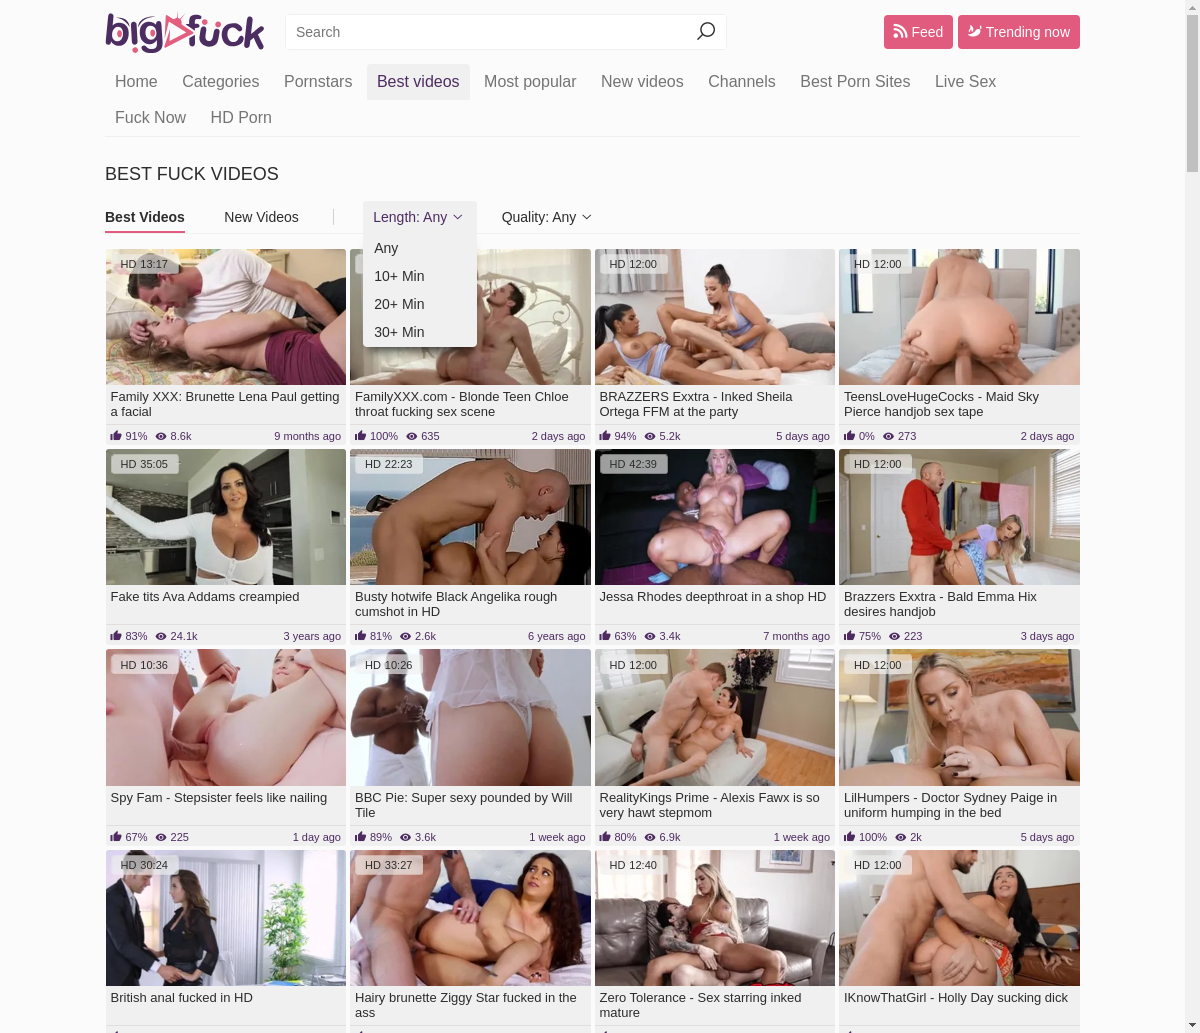 bigfuck
Search
Feed
Trending now
Home Categories Pornstars Best videos Most popular New videos Channels Best Porn Sites Live Sex
Fuck Now HD Porn
BEST FUCK VIDEOS
Best Videos New Videos Length: Any Quality: Any
Any
10+ Min
20+ Min
30+ Min
HD 13:17
HD 12:00
HD 12:00
Family XXX: Brunette Lena Paul getting
a facial
91% 8.6k 9 months ago
FamilyXXX.com - Blonde Teen Chloe
throat fucking sex scene
100% 635 2 days ago
BRAZZERS Exxtra - Inked Sheila
Ortega FFM at the party
94% 5.2k 5 days ago
TeensLoveHugeCocks - Maid Sky
Pierce handjob sex tape
0% 273 2 days ago
HD 35:05
HD 22:23
HD 42:39
HD 12:00
Fake tits Ava Addams creampied
83% 24.1k 3 years ago
Busty hotwife Black Angelika rough
cumshot in HD
81% 2.6k 6 years ago
Jessa Rhodes deepthroat in a shop HD
63% 3.4k 7 months ago
Brazzers Exxtra - Bald Emma Hix
desires handjob
75% 223 3 days ago
HD 10:36
HD 10:26
HD 12:00
HD 12:00
Spy Fam - Stepsister feels like nailing
67% 225 1 day ago
BBC Pie: Super sexy pounded by Will
Tile
89% 3.6k 1 week ago
RealityKings Prime - Alexis Fawx is so
very hawt stepmom
80% 6.9k 1 week ago
LilHumpers - Doctor Sydney Paige in
uniform humping in the bed
100% 2k 5 days ago
HD 30:24
HD 33:27
HD 12:40
HD 12:00
British anal fucked in HD
Hairy brunette Ziggy Star fucked in the
ass
Zero Tolerance - Sex starring inked
mature
IKnowThatGirl - Holly Day sucking dick